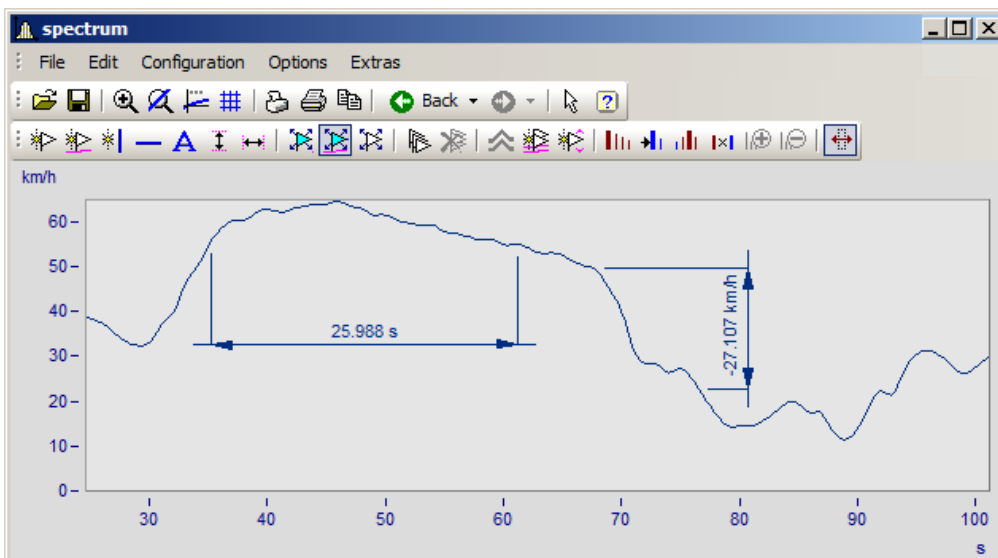 spectrum
File Edit Configuration Options Extras
Back
A
km/h
60
50
40
30
20
10
0
25.988 s
-27.107 km/h
30 40 50 60 70 80 90 100
s